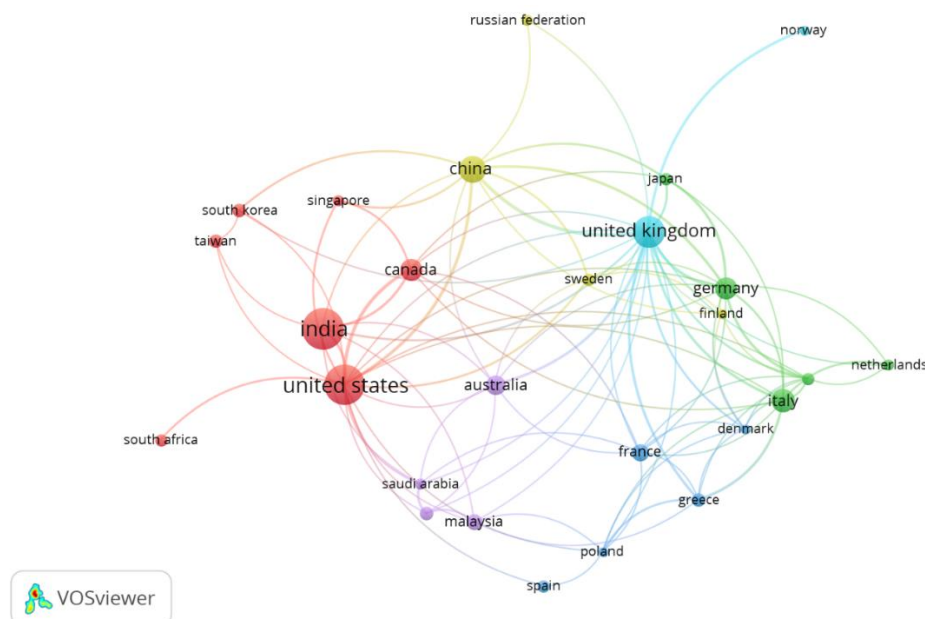 russian federation
norway
china
japan
singapore
south korea
united kingdom
taiwan
canada
sweden
germany
finland
india
netherlands
united states
australia
italy
denmark
south africa
france
saudi arabia
greece
malaysia
poland
spain
VOSviewer